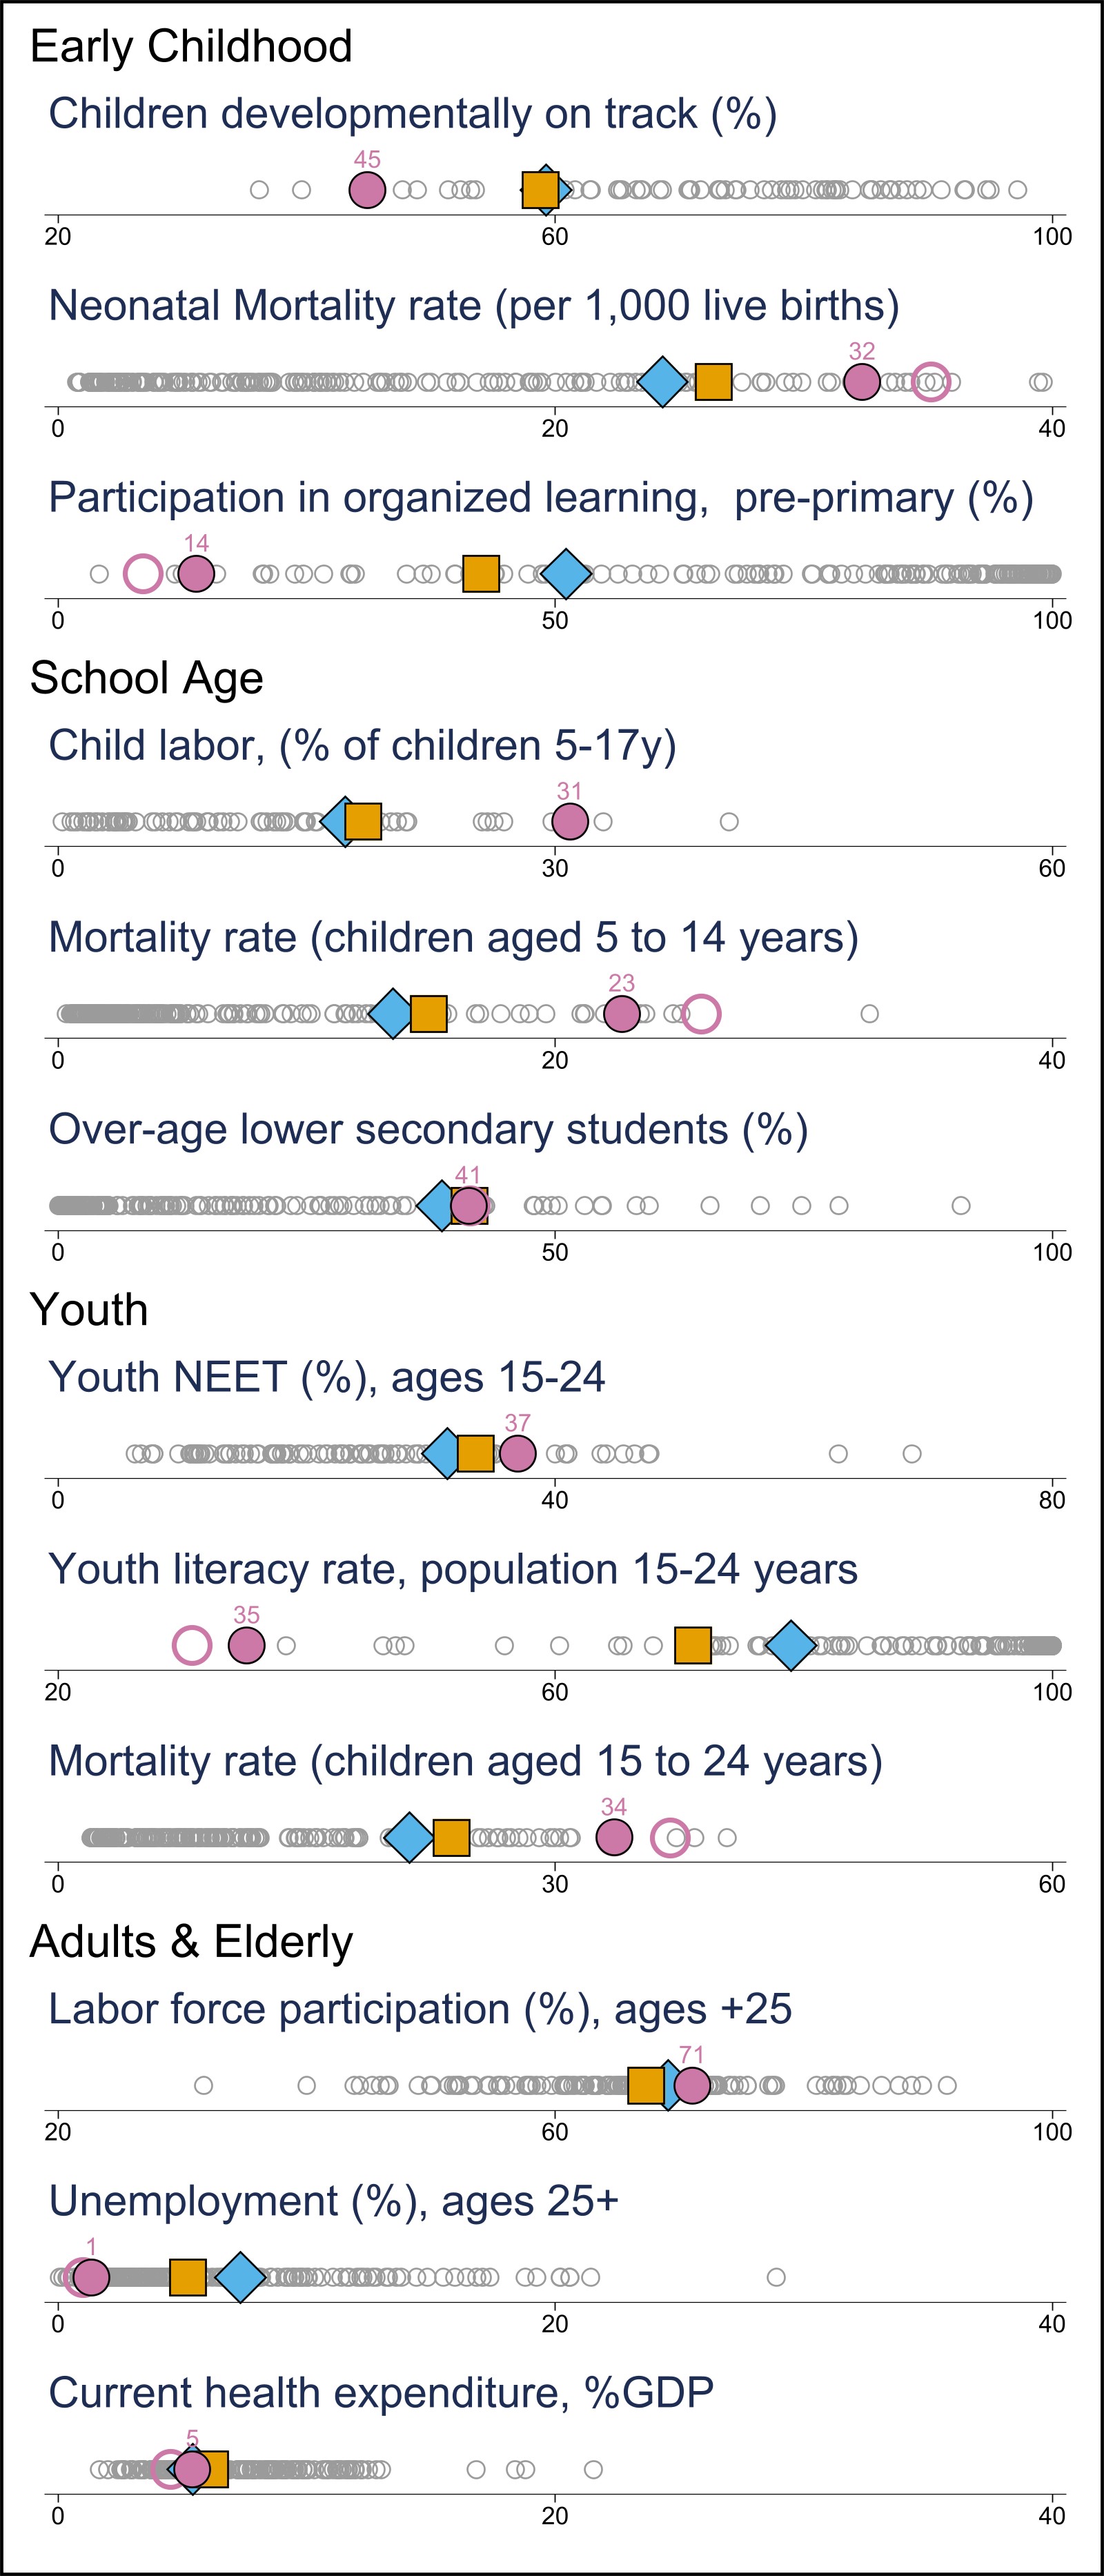 Early Childhood
Children developmentally on track (%)
45
20 60 100
Neonatal Mortality rate (per 1,000 live births)
32
0 20 40
Participation in organized learning,  pre-primary (%)
14
0 50 100
School Age
Child labor, (% of children 5-17y)
31
0 30 60
Mortality rate (children aged 5 to 14 years)
23
0 20 40
Over-age lower secondary students (%)
41
0 50 100
Youth
Youth NEET (%), ages 15-24
37
0 40 80
Youth literacy rate, population 15-24 years
35
20 60 100
Mortality rate (children aged 15 to 24 years)
34
0 30 60
Adults & Elderly
Labor force participation (%), ages +25
71
20 60 100
Unemployment (%), ages 25+
1
0 20 40
Current health expenditure, %GDP
5
0 20 40